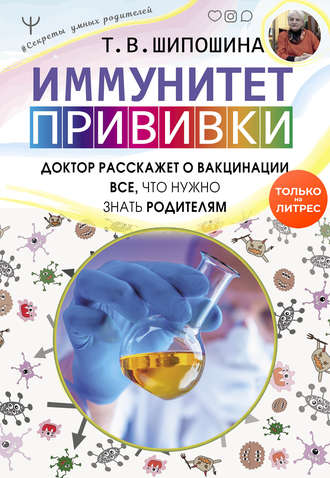 #Секреты умных родителей
Т. В. ШИПОШИНА
ИММУНИТЕТ
ПРИВИВКИ
ДОКТОР РАССКАЖЕТ О ВАКЦИНАЦИИ
ВСЕ, ЧТО НУЖНО
ЗНАТЬ РОДИТЕЛЯМ
ТОЛЬКО
на
ЛИТРЕС